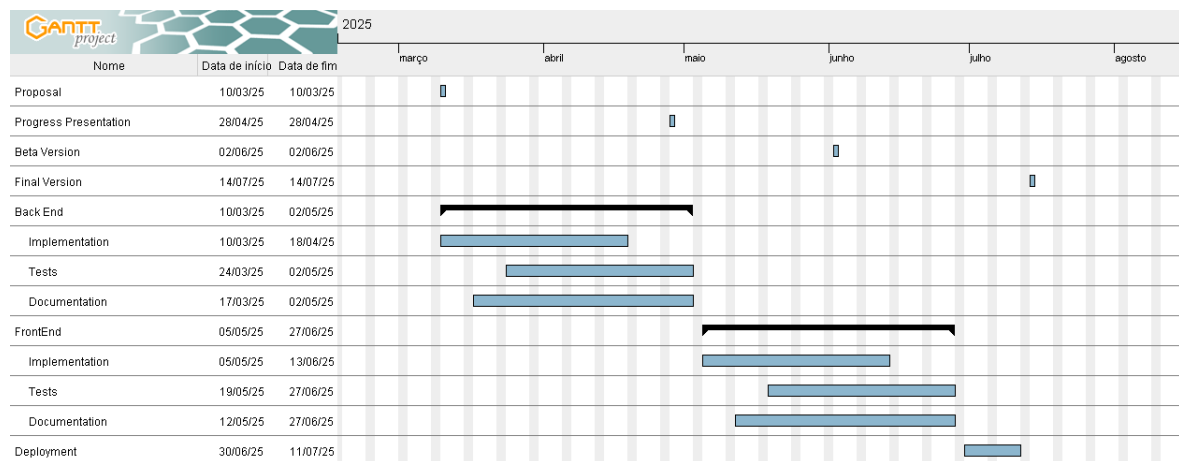 GANTT project
2025
março abril maio junho julho agosto
Nome Data de início Data de fim
Proposal 10/03/25 10/03/25
Progress Presentation 28/04/25 28/04/25
Beta Version 02/06/25 02/06/25
Final Version 14/07/25 14/07/25
Back End 10/03/25 02/05/25
Implementation 10/03/25 18/04/25
Tests 24/03/25 02/05/25
Documentation 17/03/25 02/05/25
FrontEnd 05/05/25 27/06/25
Implementation 05/05/25 13/06/25
Tests 19/05/25 27/06/25
Documentation 12/05/25 27/06/25
Deployment 30/06/25 11/07/25